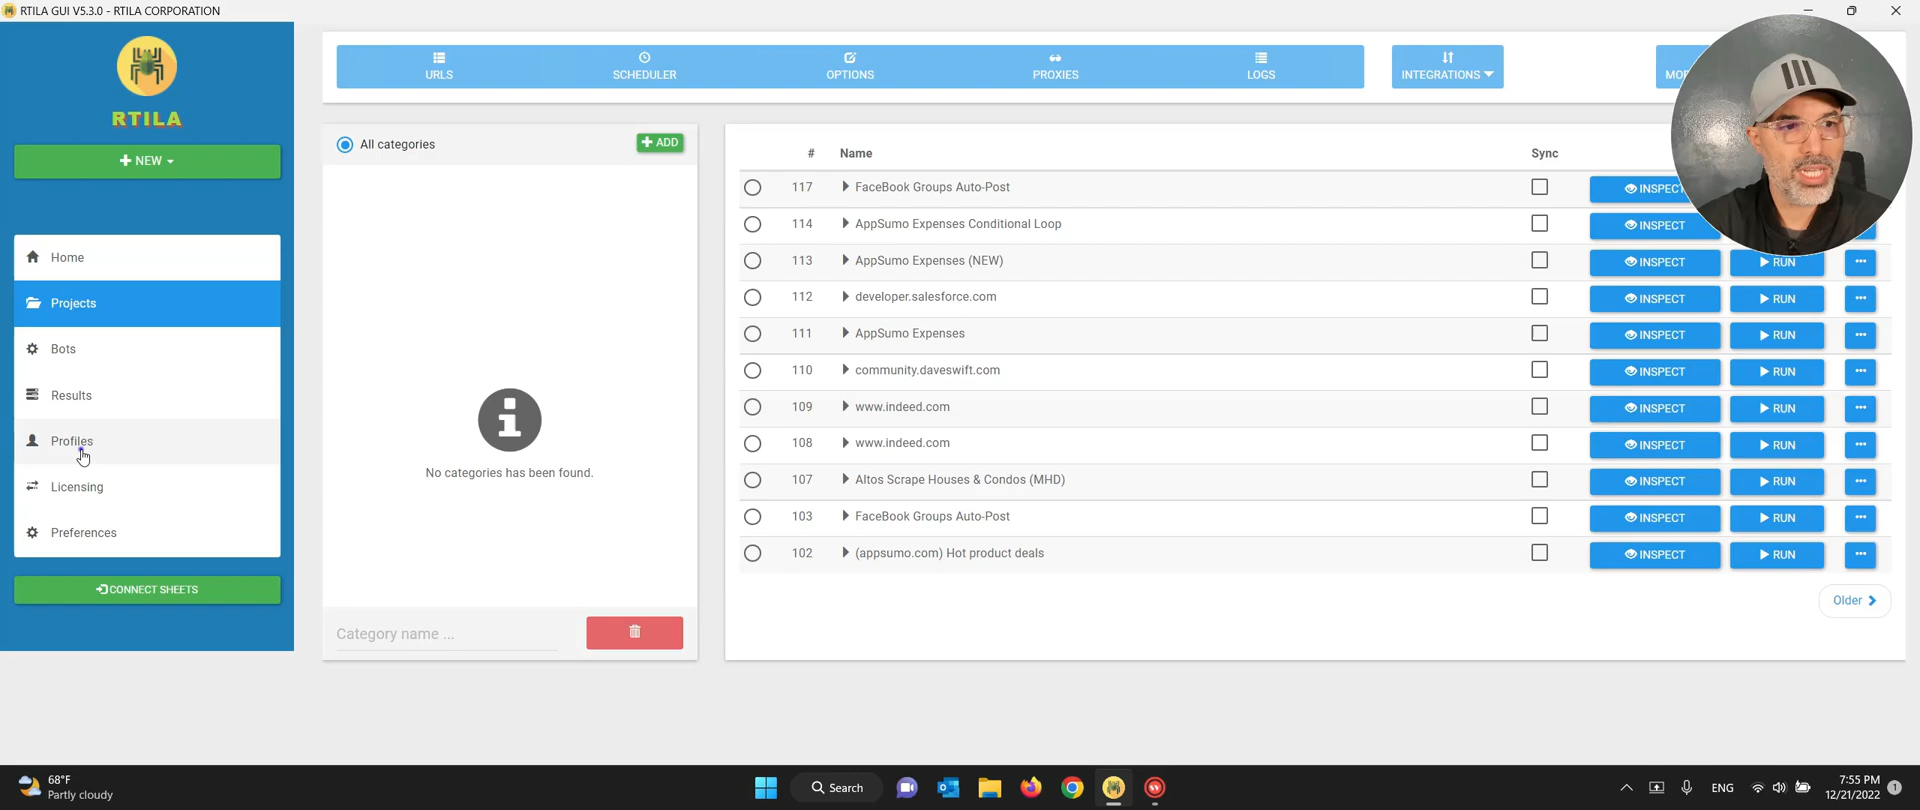 RTILA GUI V5.3.0 - RTILA CORPORATION
RTILA
NEW
Home
Projects
Bots
Results
Profiles
Licensing
Preferences
CONNECT SHEETS
URLS
SCHEDULER
OPTIONS
PROXIES
LOGS
INTEGRATIONS
All categories
ADD
No categories has been found.
Category name ...
# Name Sync
117 FaceBook Groups Auto-Post INSPECT
114 AppSumo Expenses Conditional Loop INSPECT
113 AppSumo Expenses (NEW) INSPECT RUN
112 developer.salesforce.com INSPECT RUN
111 AppSumo Expenses INSPECT RUN
110 community.daveswift.com INSPECT RUN
109 www.indeed.com INSPECT RUN
108 www.indeed.com INSPECT RUN
107 Altos Scrape Houses & Condos (MHD) INSPECT RUN
103 FaceBook Groups Auto-Post INSPECT RUN
102 (appsumo.com) Hot product deals INSPECT RUN
Older
68°F
Partly cloudy
Search
ENG
7:55 PM
12/21/2022
1